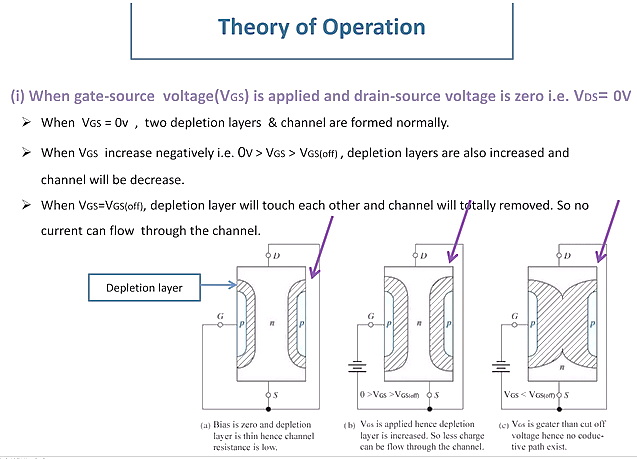 Theory of Operation
(i) When gate-source voltage(VGS) is applied and drain-source voltage is zero i.e. VDS= 0V
➢ When VGS = 0v , two depletion layers & channel are formed normally.
➢ When VGS increase negatively i.e. 0v > VGS > VGS(off) , depletion layers are also increased and
channel will be decrease.
➢ When VGS=VGS(off), depletion layer will touch each other and channel will totally removed. So no
current can flow through the channel.
Depletion layer
D
G
p
n
p
S
D
G
p
n
p
0 >VGS >VGS(off)
S
D
G
p
p
n
VGS < VGS(off)
S
(a) Bias is zero and depletion
layer is thin hence channel
resistance is low.
(b) VGS is applied hence depletion
layer is increased. So less charge
can be flow through the channel.
(c) VGS is geater than cut off
voltage hence no coduc-
tive path exist.